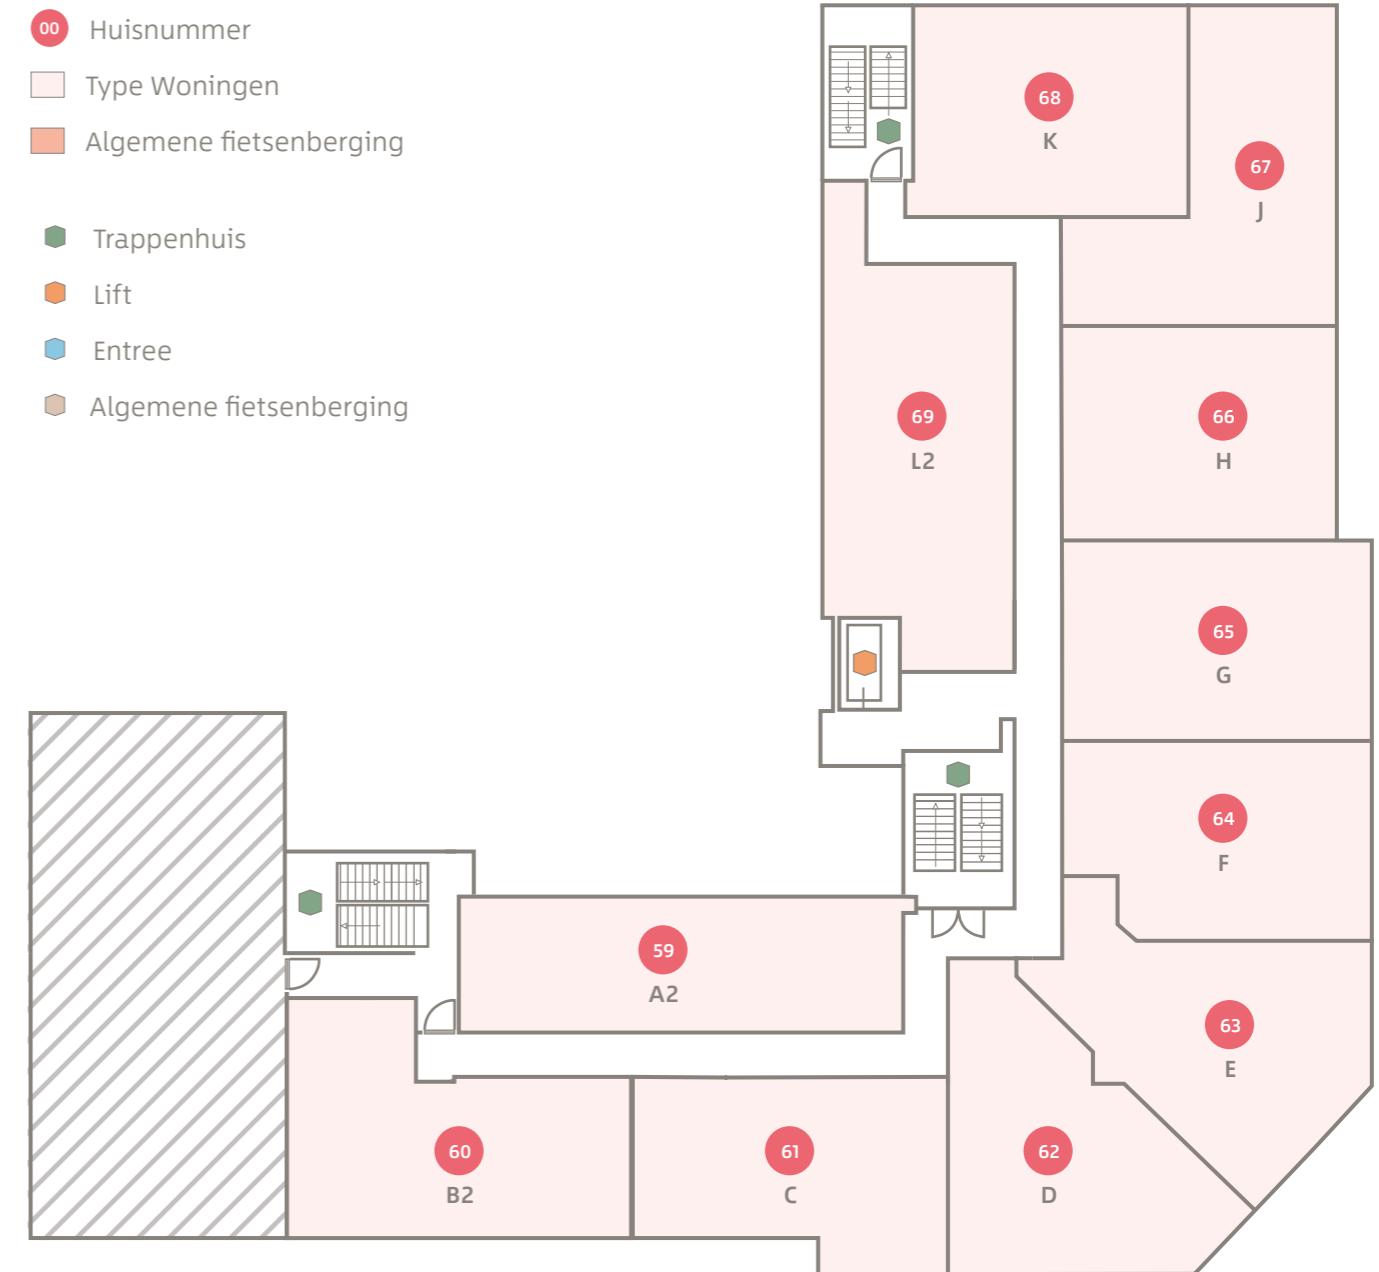 00 Huisnummer
Type Woningen
Algemene fietsenberging
Trappenhuis
Lift
Entree
Algemene fietsenberging
68
K
67
J
69
L2
66
H
65
G
64
F
59
A2
63
E
60
B2
61
C
62
D